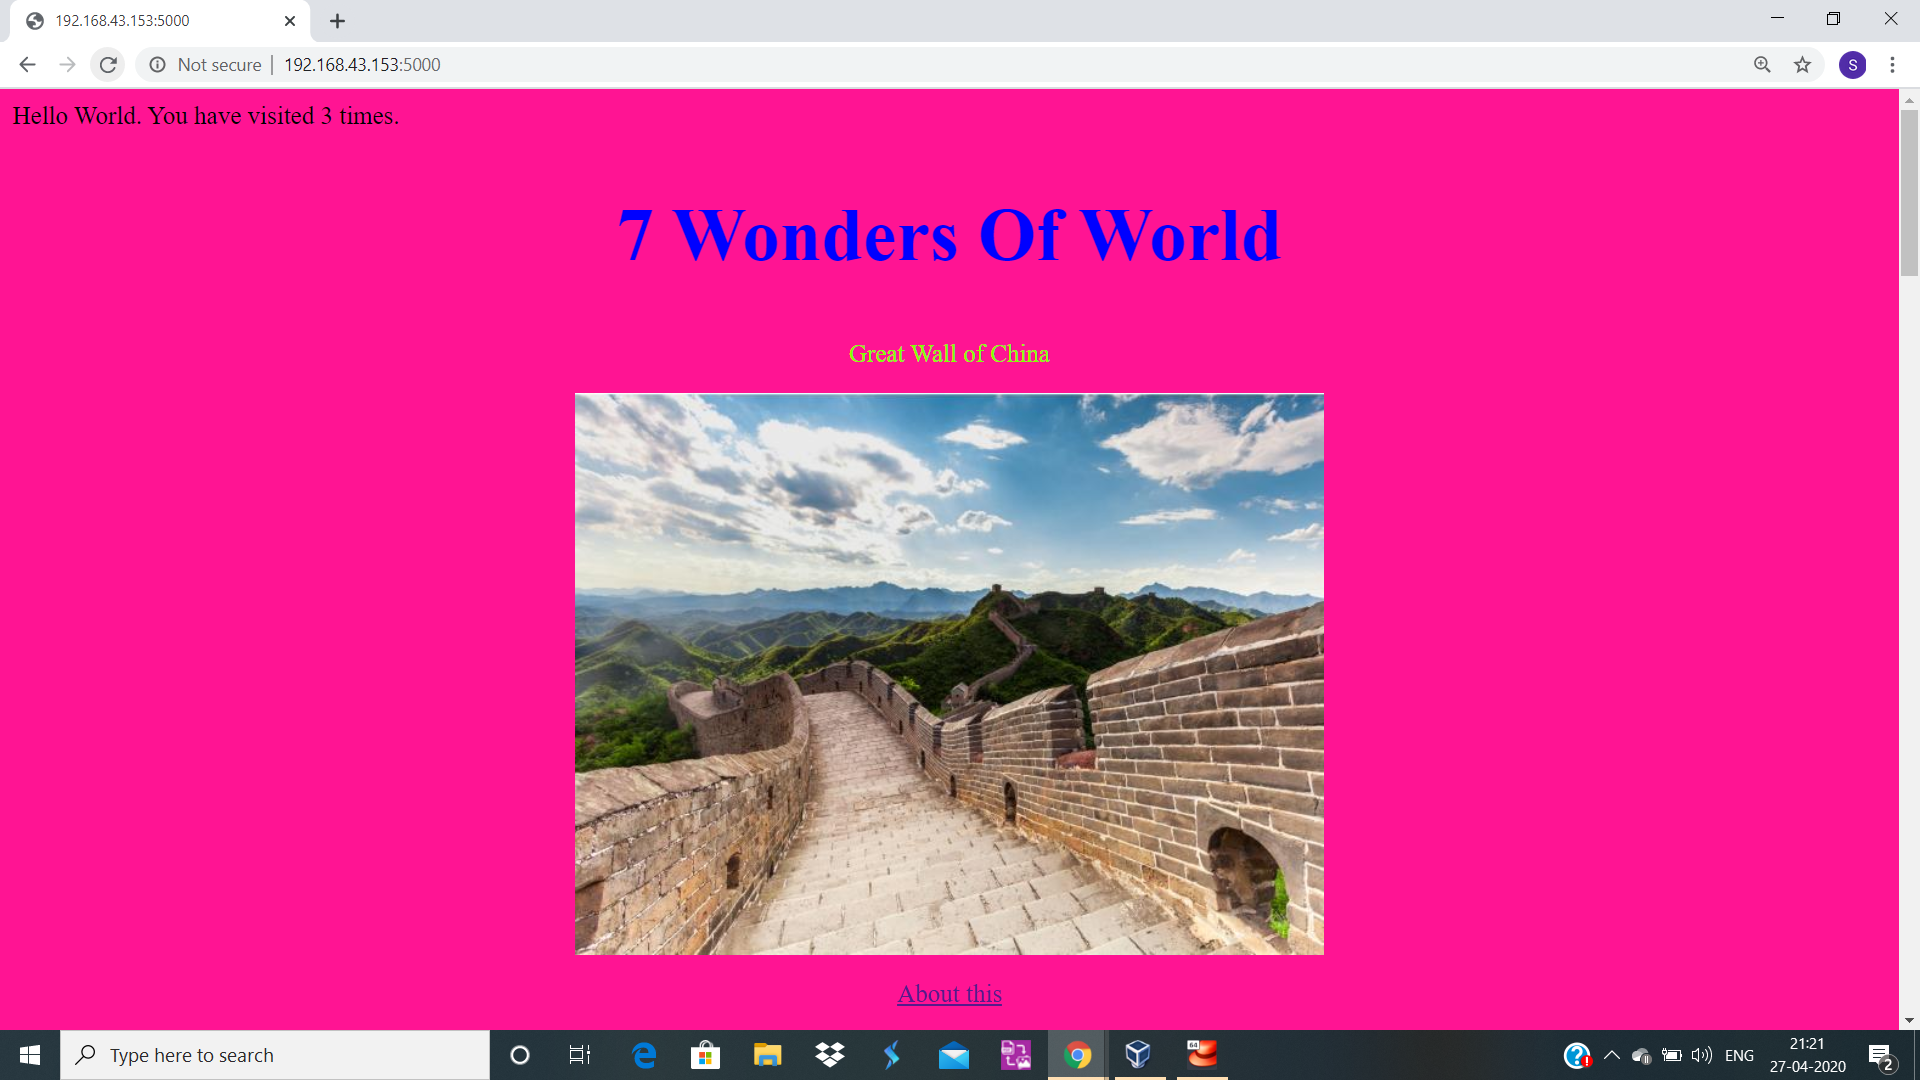 192.168.43.153:5000
Not secure
192.168.43.153:5000
S
Hello World. You have visited 3 times.
7 Wonders Of World
Great Wall of China
About this
Type here to search
64
ENG
21:21
27-04-2020
2